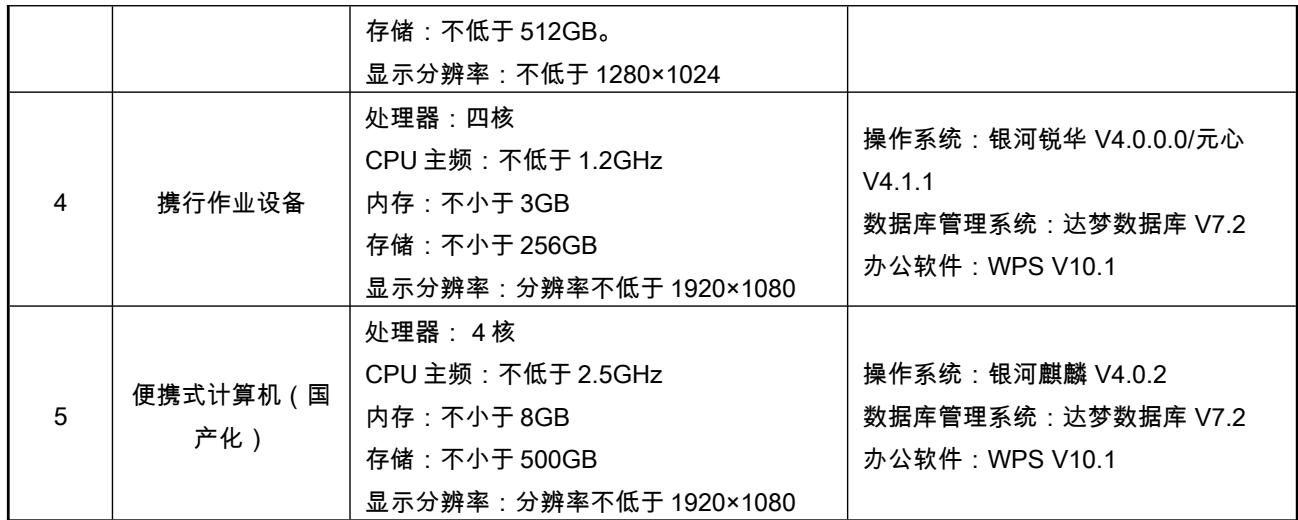 存储：不低于 512GB。
显示分辨率：不低于 1280×1024
4
携行作业设备
处理器：四核
CPU 主频：不低于 1.2GHz
内存：不小于 3GB
存储：不小于 256GB
显示分辨率：分辨率不低于 1920×1080
操作系统：银河锐华 V4.0.0.0/元心
V4.1.1
数据库管理系统：达梦数据库 V7.2
办公软件：WPS V10.1
5
便携式计算机（国
产化）
处理器： 4 核
CPU 主频：不低于 2.5GHz
内存：不小于 8GB
存储：不小于 500GB
显示分辨率：分辨率不低于 1920×1080
操作系统：银河麒麟 V4.0.2
数据库管理系统：达梦数据库 V7.2
办公软件：WPS V10.1